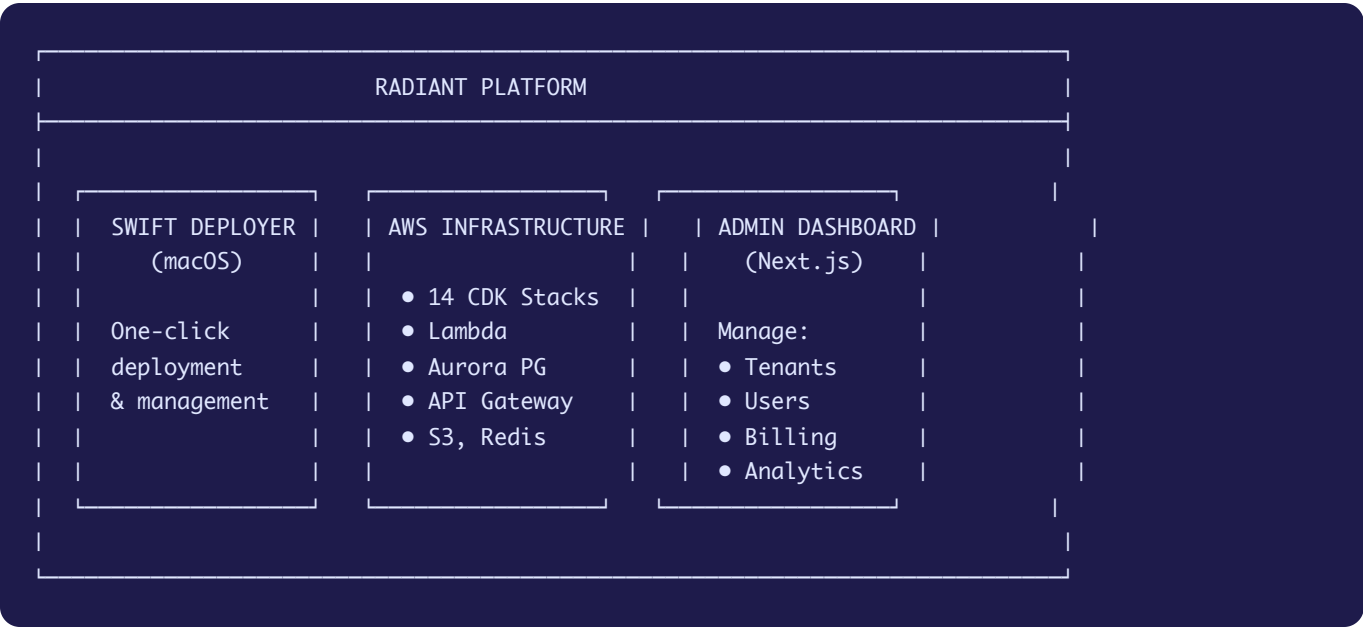 RADIANT PLATFORM
SWIFT DEPLOYER AWS INFRASTRUCTURE ADMIN DASHBOARD
(macOS) (Next.js)
● 14 CDK Stacks
One-click ● Lambda Manage:
deployment ● Aurora PG ● Tenants
& management ● API Gateway ● Users
● S3, Redis ● Billing
● Analytics